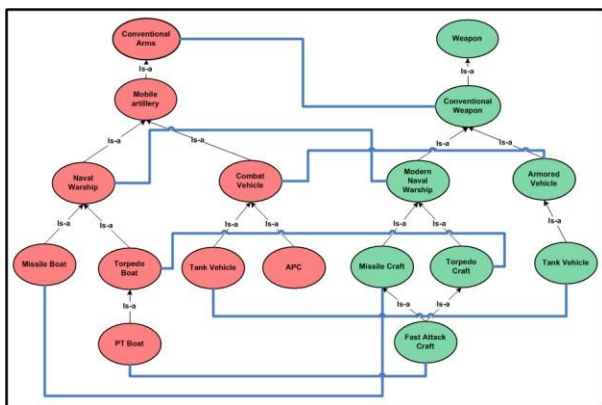 Conventional
Arms
Weapon
Is-a
Is-a
Mobile
artillery
Conventional
Weapon
Is-a
Is-a
Is-a
Is-a
Naval
Warship
Combat
Vehicle
Modern
Naval
Warship
Armored
Vehicle
Is-a
Is-a
Is-a
Is-a
Is-a
Is-a
Is-a
Missile Boat
Torpedo
Boat
Tank Vehicle
APC
Missile Craft
Torpedo
Craft
Tank Vehicle
Is-a
Is-a
Is-a
PT Boat
Fast Attack
Craft